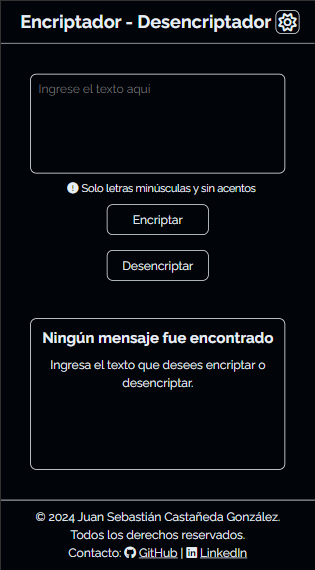 Encriptador - Desencriptador
Ingrese el texto aqui
Solo letras minúsculas y sin acentos
Encriptar
Desencriptar
Ningún mensaje fue encontrado
Ingresa el texto que desees encriptar o
desencriptar.
© 2024 Juan Sebastián Castañeda González.
Todos los derechos reservados.
Contacto: GitHub | LinkedIn